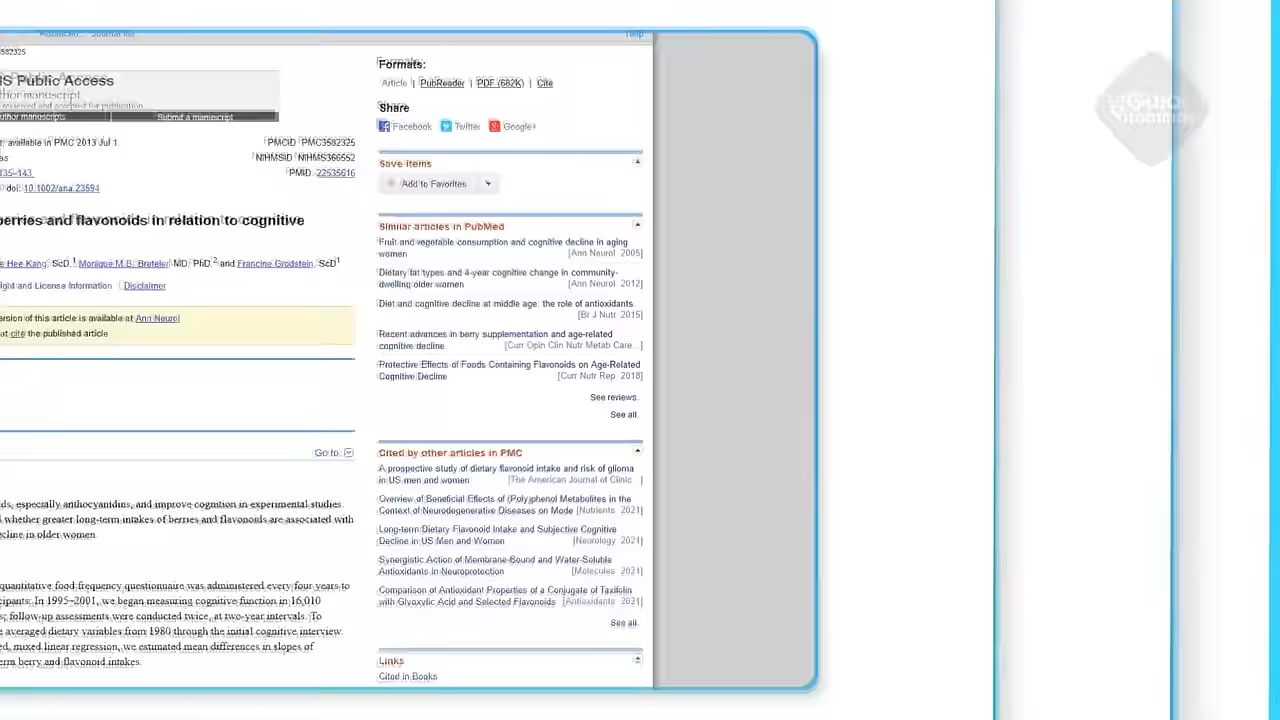 Advanced Journal list
Help
582325
S Public Access
thor manuscript
reviewed and accepted for publication
uthor manuscripts Submit a manuscript
t: available in PMC 2013 Jul 1.
PMCID: PMC3582325
as
NIHMSID: NIHMS366552
135–143.
PMID: 22535616
doi: 10.1002/ana.23594
berries and flavonoids in relation to cognitive
e Hee Kang, ScD,1 Monique M.B. Breteler, MD, PhD,2 and Francine Grodstein, ScD1
ight and License Information Disclaimer
ersion of this article is available at Ann Neurol
at cite the published article
Go to:
ds, especially anthocyanidins, and improve cognition in experimental studies.
whether greater long-term intakes of berries and flavonoids are associated with
cline in older women.
quantitative food frequency questionnaire was administered every four years to
cipants. In 1995–2001, we began measuring cognitive function in 16,010
s; follow-up assessments were conducted twice, at two-year intervals. To
e averaged dietary variables from 1980 through the initial cognitive interview.
ed, mixed linear regression, we estimated mean differences in slopes of
erm berry and flavonoid intakes.
Formats:
Article | PubReader | PDF (682K) | Cite
Share
Facebook Twitter Google+
Save items
Add to Favorites
Similar articles in PubMed
Fruit and vegetable consumption and cognitive decline in aging
women. [Ann Neurol. 2005]
Dietary fat types and 4-year cognitive change in community-
dwelling older women. [Ann Neurol. 2012]
Diet and cognitive decline at middle age: the role of antioxidants.
[Br J Nutr. 2015]
Recent advances in berry supplementation and age-related
cognitive decline. [Curr Opin Clin Nutr Metab Care...]
Protective Effects of Foods Containing Flavonoids on Age-Related
Cognitive Decline. [Curr Nutr Rep. 2018]
See reviews...
See all...
Cited by other articles in PMC
A prospective study of dietary flavonoid intake and risk of glioma
in US men and women [The American Journal of Clinic...]
Overview of Beneficial Effects of (Poly)phenol Metabolites in the
Context of Neurodegenerative Diseases on Mode [Nutrients. 2021]
Long-term Dietary Flavonoid Intake and Subjective Cognitive
Decline in US Men and Women [Neurology. 2021]
Synergistic Action of Membrane-Bound and Water-Soluble
Antioxidants in Neuroprotection [Molecules. 2021]
Comparison of Antioxidant Properties of a Conjugate of Taxifolin
with Glyoxylic Acid and Selected Flavonoids [Antioxidants. 2021]
See all...
Links
Cited in Books